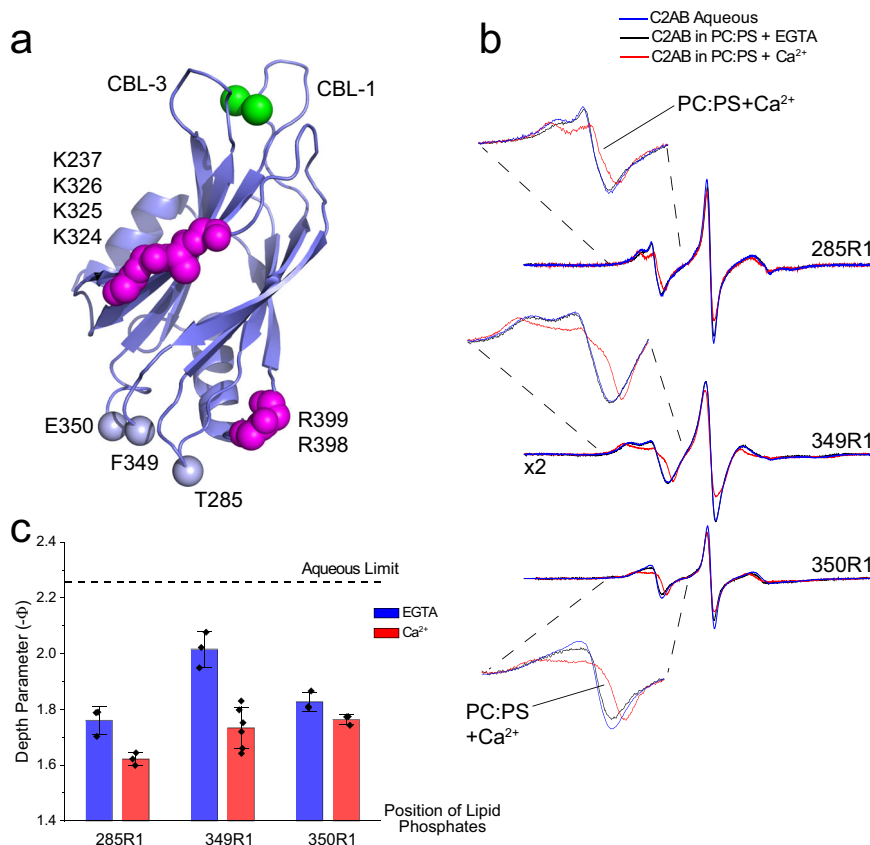 a
CBL-3
CBL-1
K237
K326
K325
K324
E350
F349
T285
R399
R398
b
C2AB Aqueous
C2AB in PC:PS + EGTA
C2AB in PC:PS + Ca²⁺
PC:PS+Ca²⁺
285R1
349R1
x2
350R1
PC:PS
+Ca²⁺
c
Depth Parameter (-Φ)
2.4
2.2
2.0
1.8
1.6
1.4
Aqueous Limit
EGTA
Ca²⁺
Position of Lipid
Phosphates
285R1
349R1
350R1